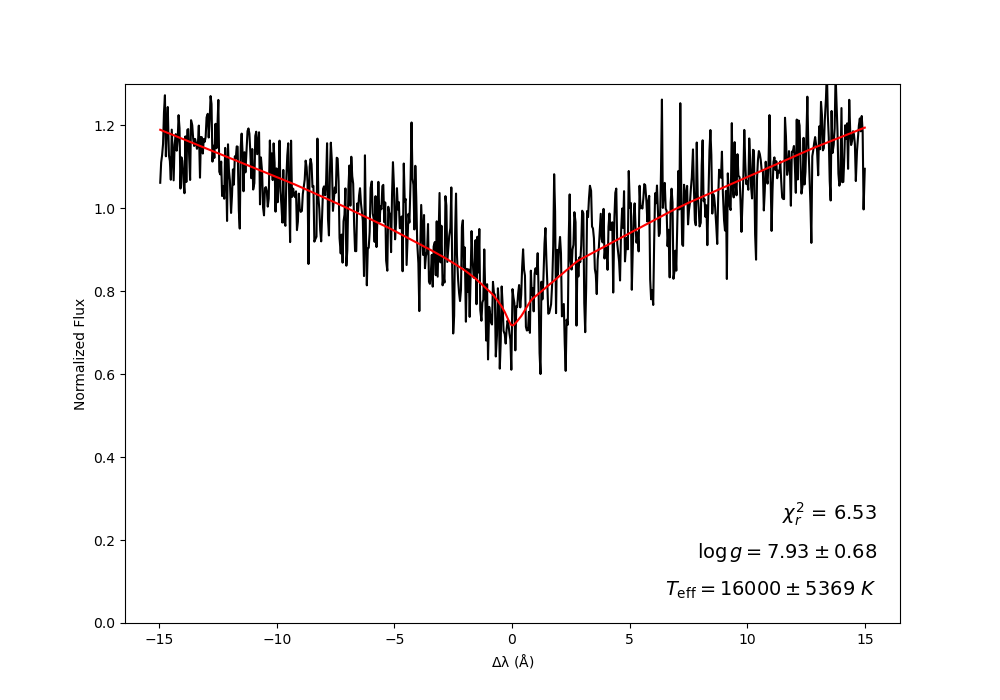 1.2
1.0
0.8
0.6
0.4
0.2
0.0
Normalized Flux
χ²ᵣ = 6.53
log g = 7.93 ± 0.68
T_eff = 16000 ± 5369 K
−15 −10 −5 0 5 10 15
Δλ (Å)